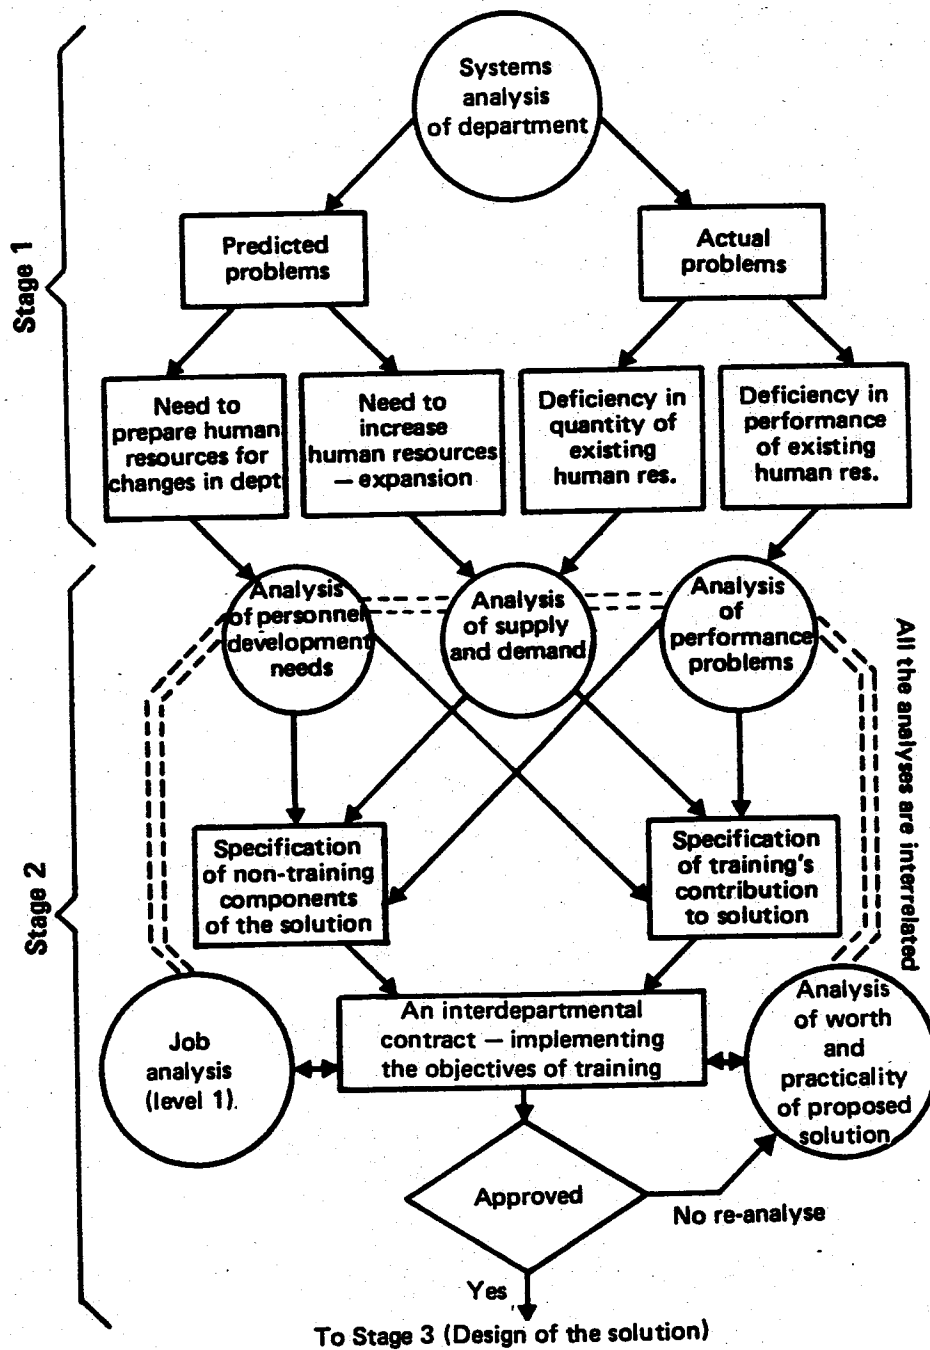 Systems
analysis
of department
Stage 1
Predicted
problems
Actual
problems
Need to
prepare human
resources for
changes in dept
Need to
increase
human resources
— expansion
Deficiency in
quantity of
existing
human res.
Deficiency in
performance
of existing
human res.
Stage 2
Analysis
of personnel
development
needs
Analysis
of supply
and demand
Analysis
of
performance
problems
All the analyses are interrelated
Specification
of non-training
components
of the solution
Specification
of training's
contribution
to solution
Job
analysis
(level 1).
An interdepartmental
contract — implementing
the objectives of training
Analysis
of worth
and
practicality
of proposed
solution
Approved
No re-analyse
Yes
To Stage 3 (Design of the solution)